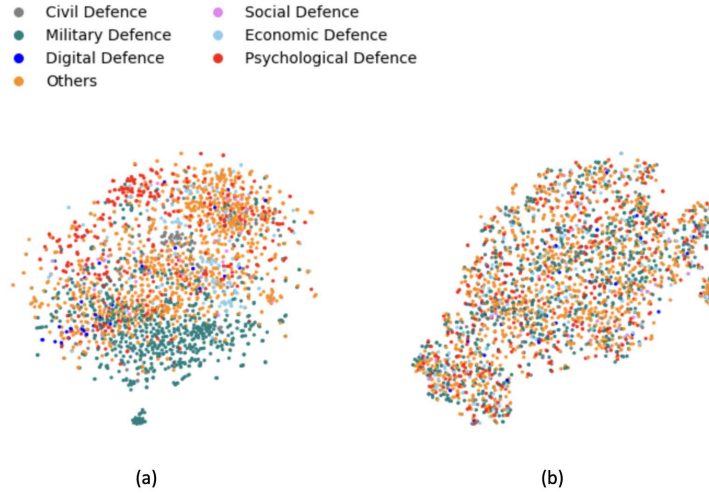 Civil Defence
Social Defence
Military Defence
Economic Defence
Digital Defence
Psychological Defence
Others
(a)
(b)